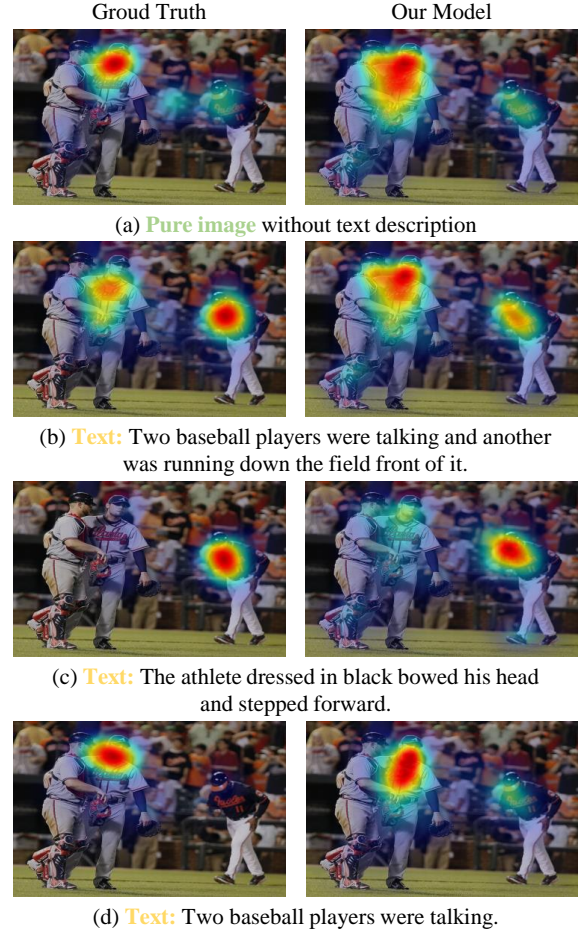 Groud Truth Our Model
(a) Pure image without text description
(b) Text: Two baseball players were talking and another
was running down the field front of it.
(c) Text: The athlete dressed in black bowed his head
and stepped forward.
(d) Text: Two baseball players were talking.